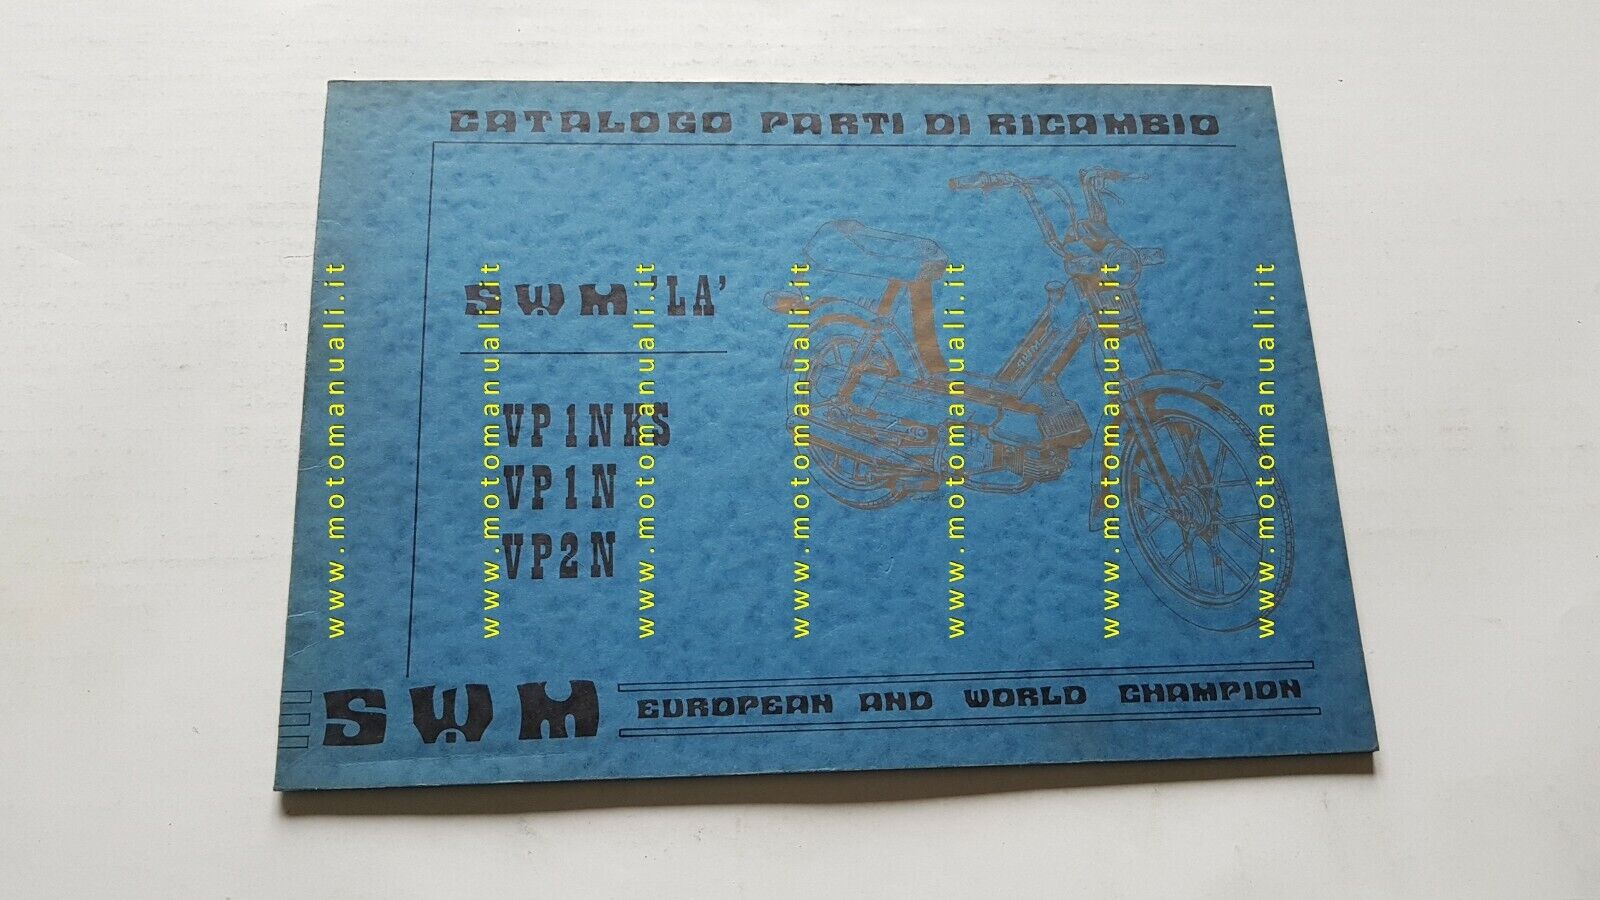 CATALOGO PARTI DI RICAMBIO
SWM 'LA'
VP1NKS
VP1N
VP2N
SWM EUROPEAN AND WORLD CHAMPION
www.motomanuali.it
www.motomanuali.it
www.motomanuali.it
www.motomanuali.it
www.motomanuali.it
www.motomanuali.it
www.motomanuali.it